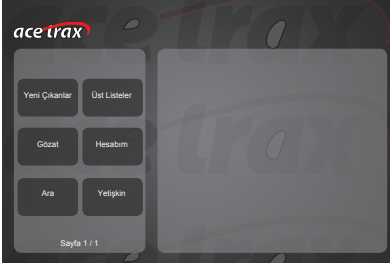 ace trax
Yeni Çıkanlar
Üst Listeler
Gözat
Hesabım
Ara
Yetişkin
Sayfa 1 / 1